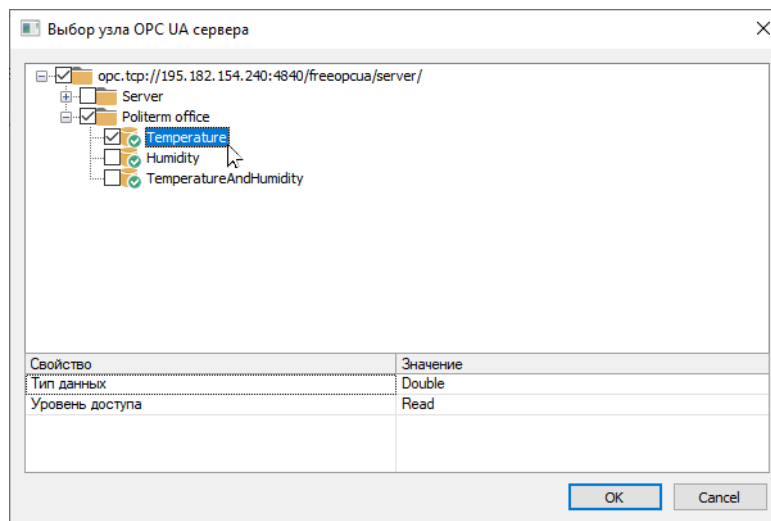 Выбор узла OPC UA сервера
opc.tcp://195.182.154.240:4840/freeopcua/server/
Server
Politerm office
Temperature
Humidity
TemperatureAndHumidity
Свойство Значение
Тип данных Double
Уровень доступа Read
OK Cancel